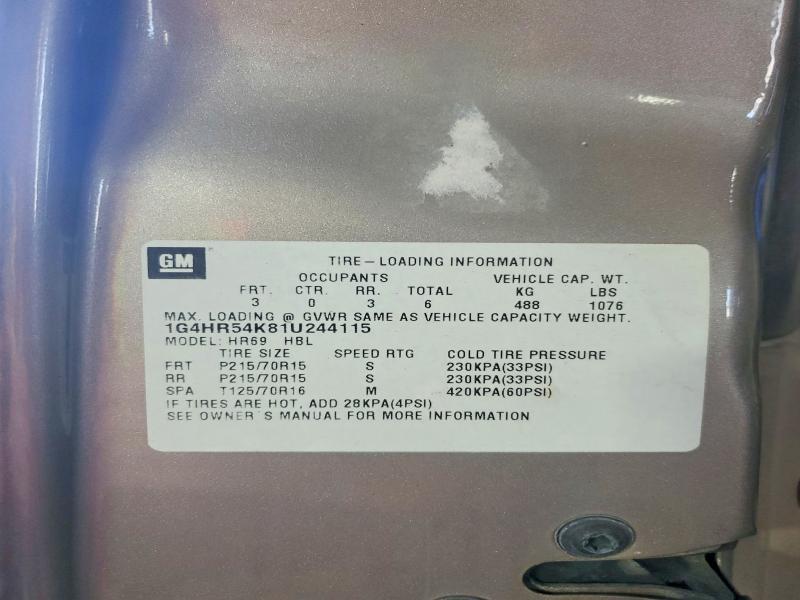 GM
TIRE-LOADING INFORMATION
OCCUPANTS VEHICLE CAP. WT.
FRT. CTR. RR. TOTAL KG LBS
3 0 3 6 488 1076
MAX. LOADING @ GVWR SAME AS VEHICLE CAPACITY WEIGHT.
1G4HR54K81U244115
MODEL: HR69 HBL
TIRE SIZE SPEED RTG COLD TIRE PRESSURE
FRT P215/70R15 S 230KPA(33PSI)
RR P215/70R15 S 230KPA(33PSI)
SPA T125/70R16 M 420KPA(60PSI)
IF TIRES ARE HOT, ADD 28KPA(4PSI)
SEE OWNER'S MANUAL FOR MORE INFORMATION